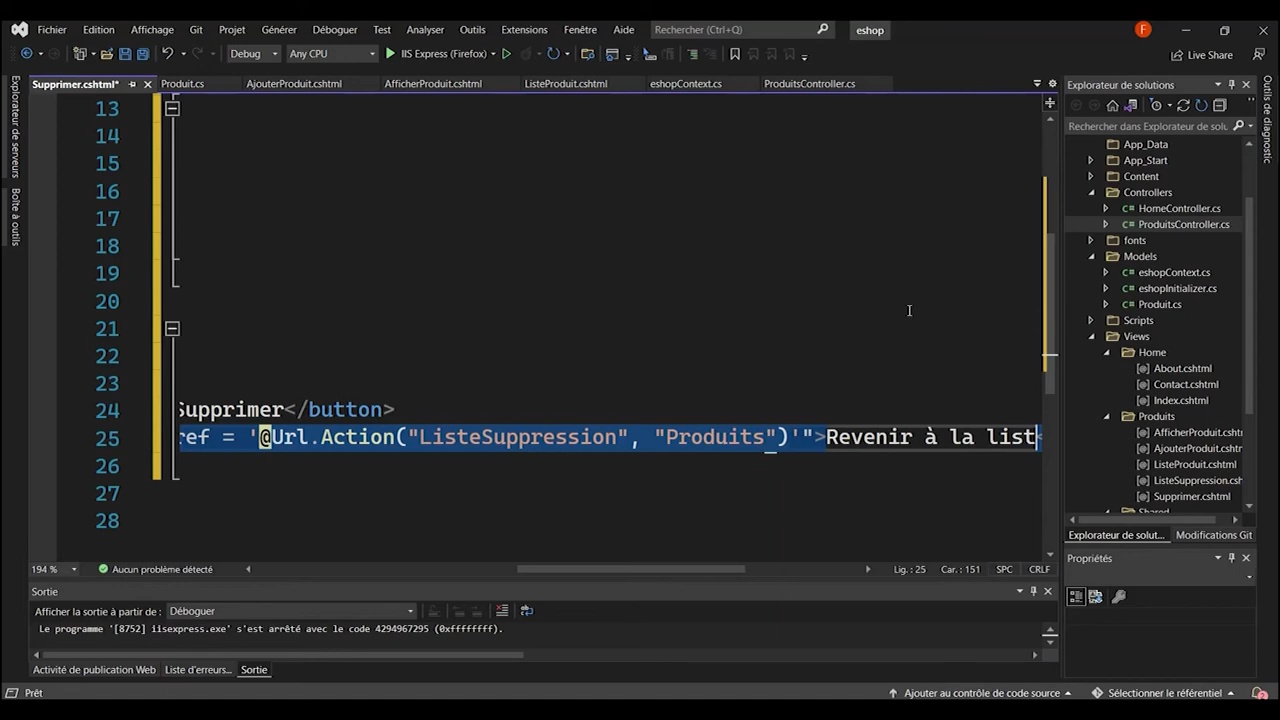 Fichier Edition Affichage Git Projet Générer Déboguer Test Analyser Outils Extensions Fenêtre Aide Rechercher (Ctrl+Q) eshop F
Debug Any CPU IIS Express (Firefox) Live Share
Supprimer.cshtml* Produit.cs AjouterProduit.cshtml AfficherProduit.cshtml ListeProduit.cshtml eshopContext.cs ProduitsController.cs
Explorateur de serveurs
Boîte à outils
13
14
15
16
17
18
19
20
21
22
23
24 Supprimer</button>
25 ref = '@Url.Action("ListeSuppression", "Produits")'">Revenir à la list<
26
27
28
194 % Aucun problème détecté Lig. : 25 Car. : 151 SPC CRLF
Sortie
Afficher la sortie à partir de : Déboguer
Le programme '[8752] iisexpress.exe' s'est arrêté avec le code 4294967295 (0xffffffff).
Activité de publication Web Liste d'erreurs... Sortie
Explorateur de solutions
Rechercher dans Explorateur de solu
App_Data
App_Start
Content
Controllers
C# HomeController.cs
C# ProduitsController.cs
fonts
Models
C# eshopContext.cs
C# eshopInitializer.cs
C# Produit.cs
Scripts
Views
Home
About.cshtml
Contact.cshtml
Index.cshtml
Produits
AfficherProduit.cs
AjouterProduit.csh
ListeProduit.cshtml
ListeSuppression.c
Supprimer.cshtml
Shared
Explorateur de solut... Modifications Git
Propriétés
Outils de diagnostic
Prêt Ajouter au contrôle de code source Sélectionner le référentiel 2